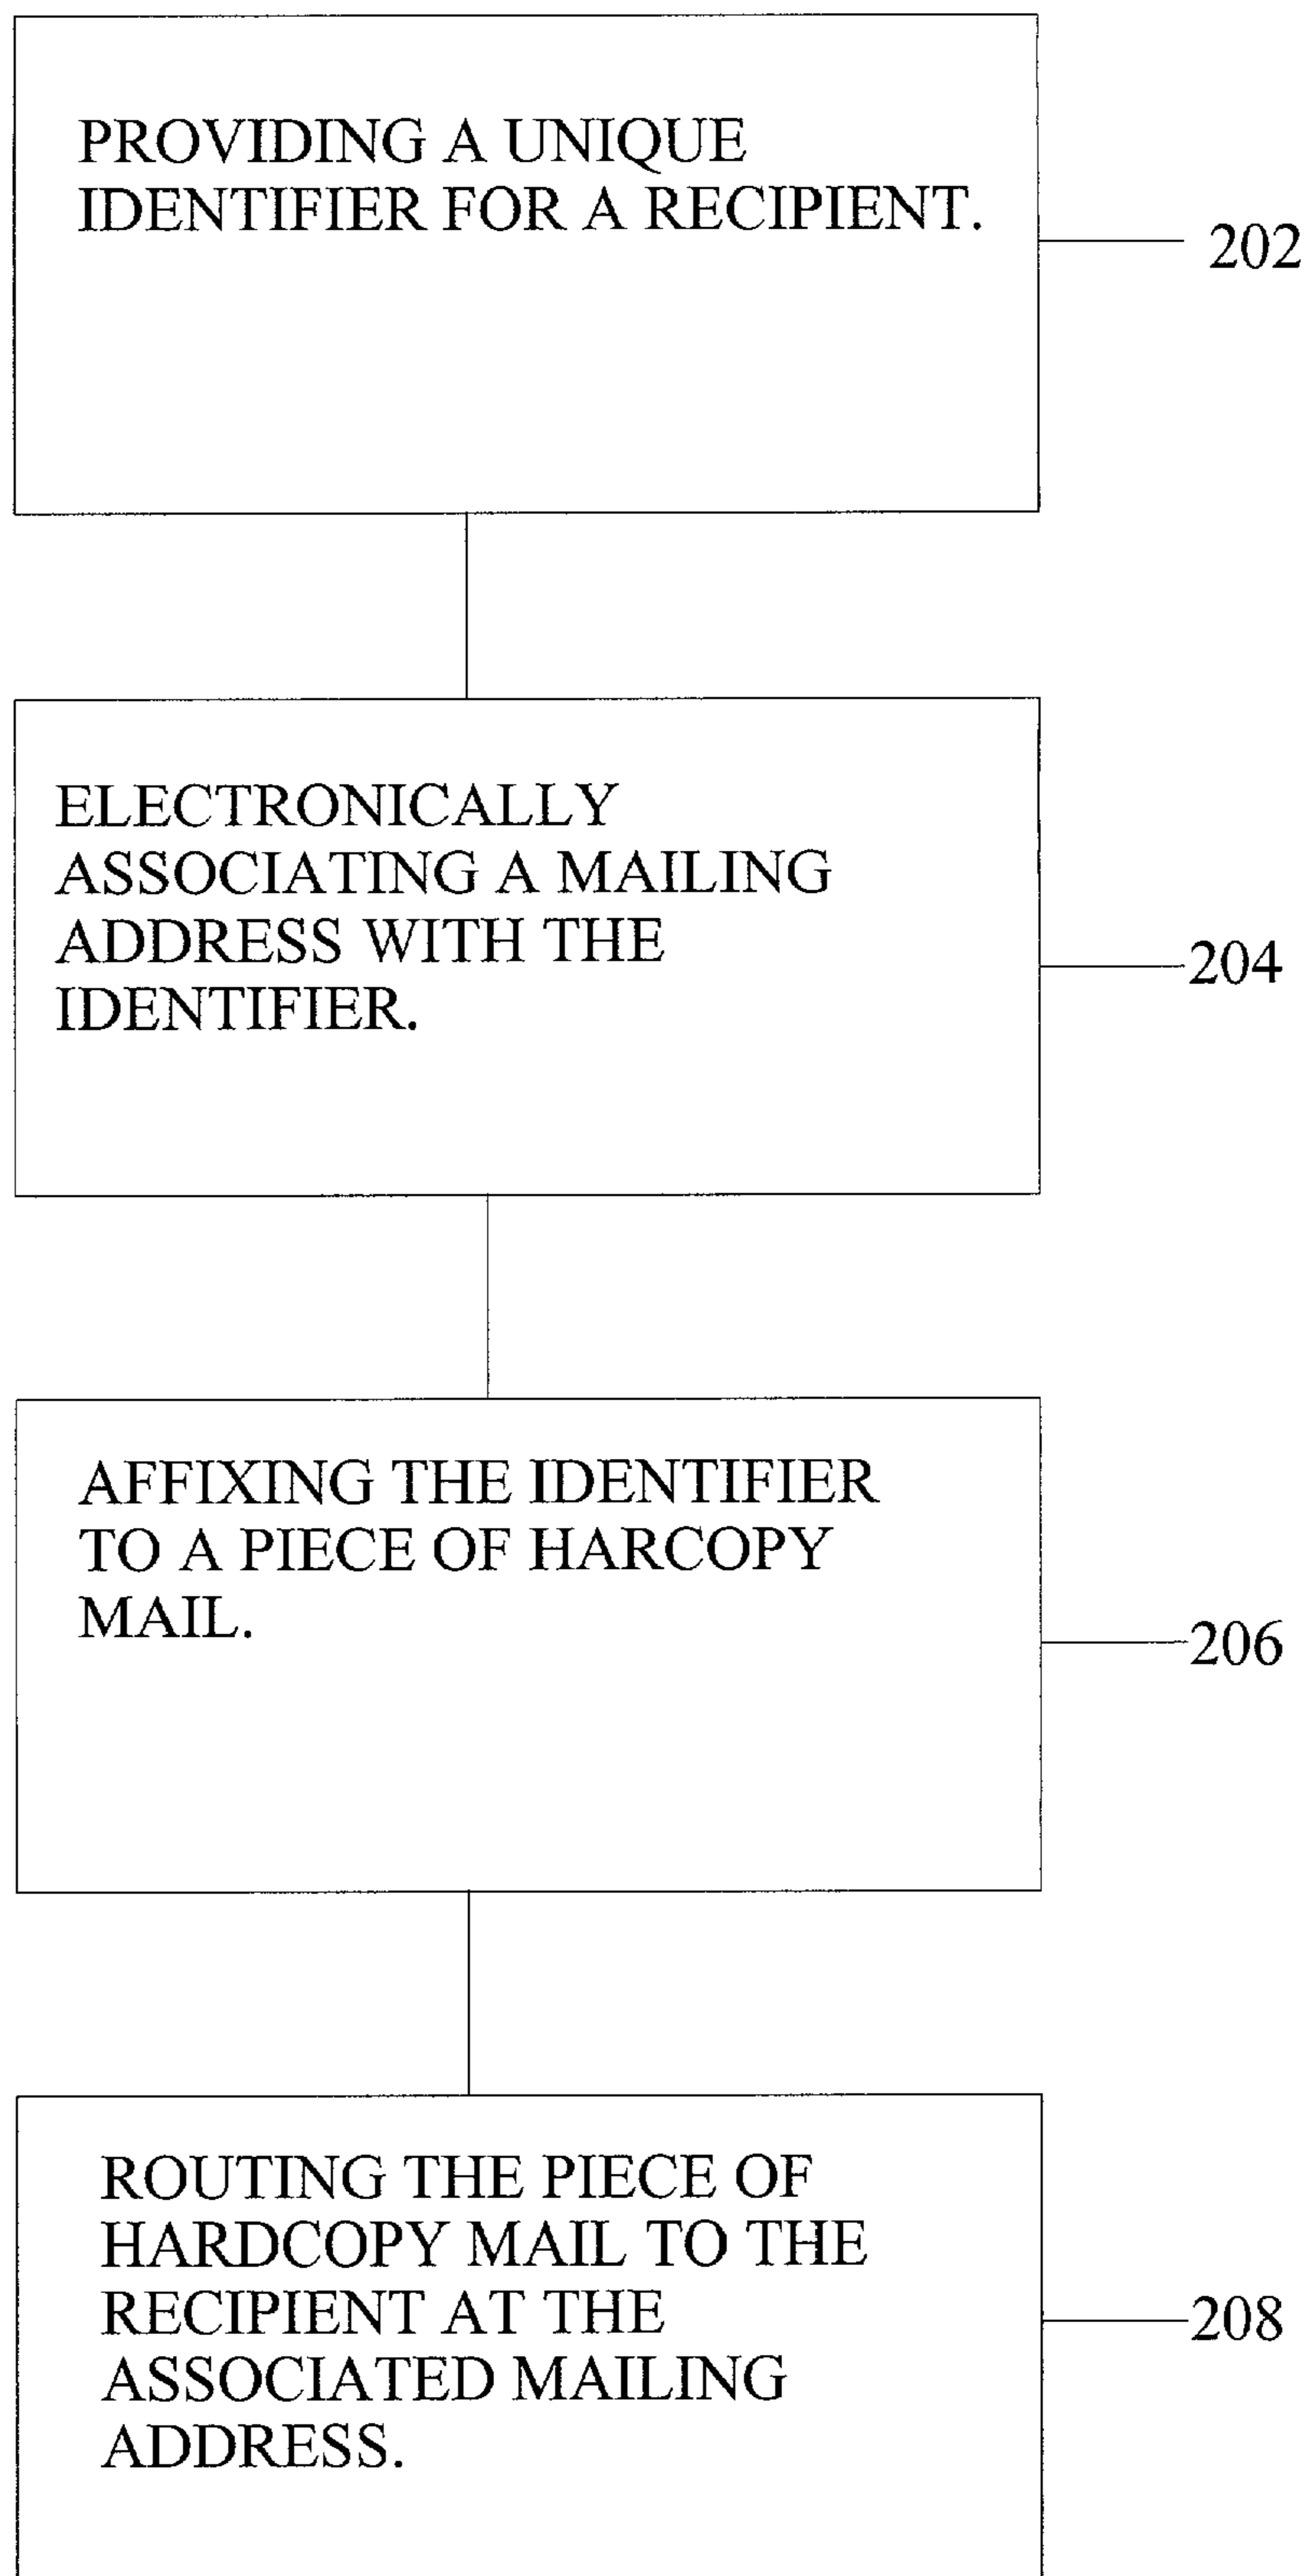 PROVIDING A UNIQUE
IDENTIFIER FOR A RECIPIENT.
202
ELECTRONICALLY
ASSOCIATING A MAILING
ADDRESS WITH THE
IDENTIFIER.
204
AFFIXING THE IDENTIFIER
TO A PIECE OF HARCOPY
MAIL.
206
ROUTING THE PIECE OF
HARDCOPY MAIL TO THE
RECIPIENT AT THE
ASSOCIATED MAILING
ADDRESS.
208